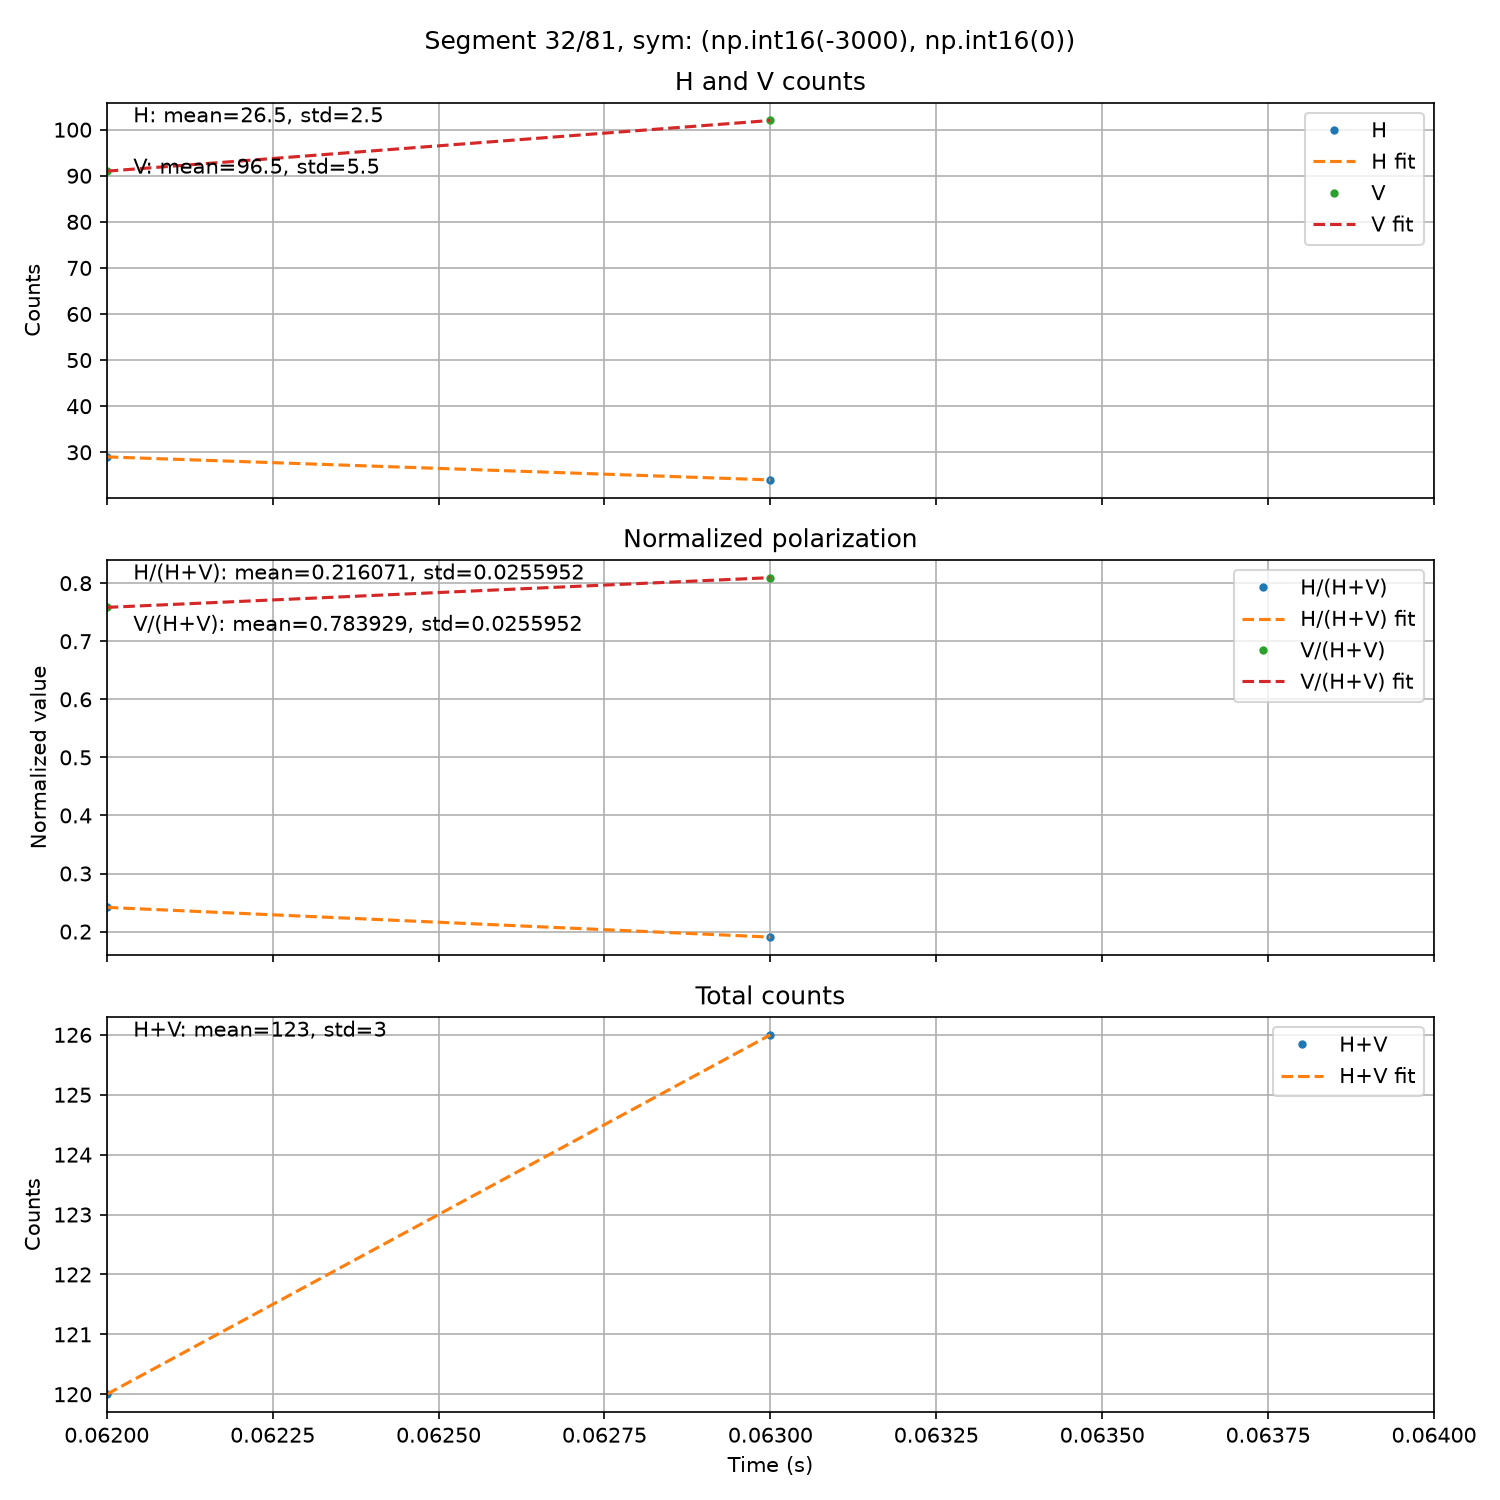 Segment 32/81, sym: (np.int16(-3000), np.int16(0))
H and V counts
H: mean=26.5, std=2.5
V: mean=96.5, std=5.5
H
H fit
V
V fit
100
90
80
70
60
50
40
30
Counts
Normalized polarization
H/(H+V): mean=0.216071, std=0.0255952
V/(H+V): mean=0.783929, std=0.0255952
H/(H+V)
H/(H+V) fit
V/(H+V)
V/(H+V) fit
0.8
0.7
0.6
0.5
0.4
0.3
0.2
Normalized value
Total counts
H+V: mean=123, std=3
H+V
H+V fit
126
125
124
123
122
121
120
Counts
0.06200 0.06225 0.06250 0.06275 0.06300 0.06325 0.06350 0.06375 0.06400
Time (s)